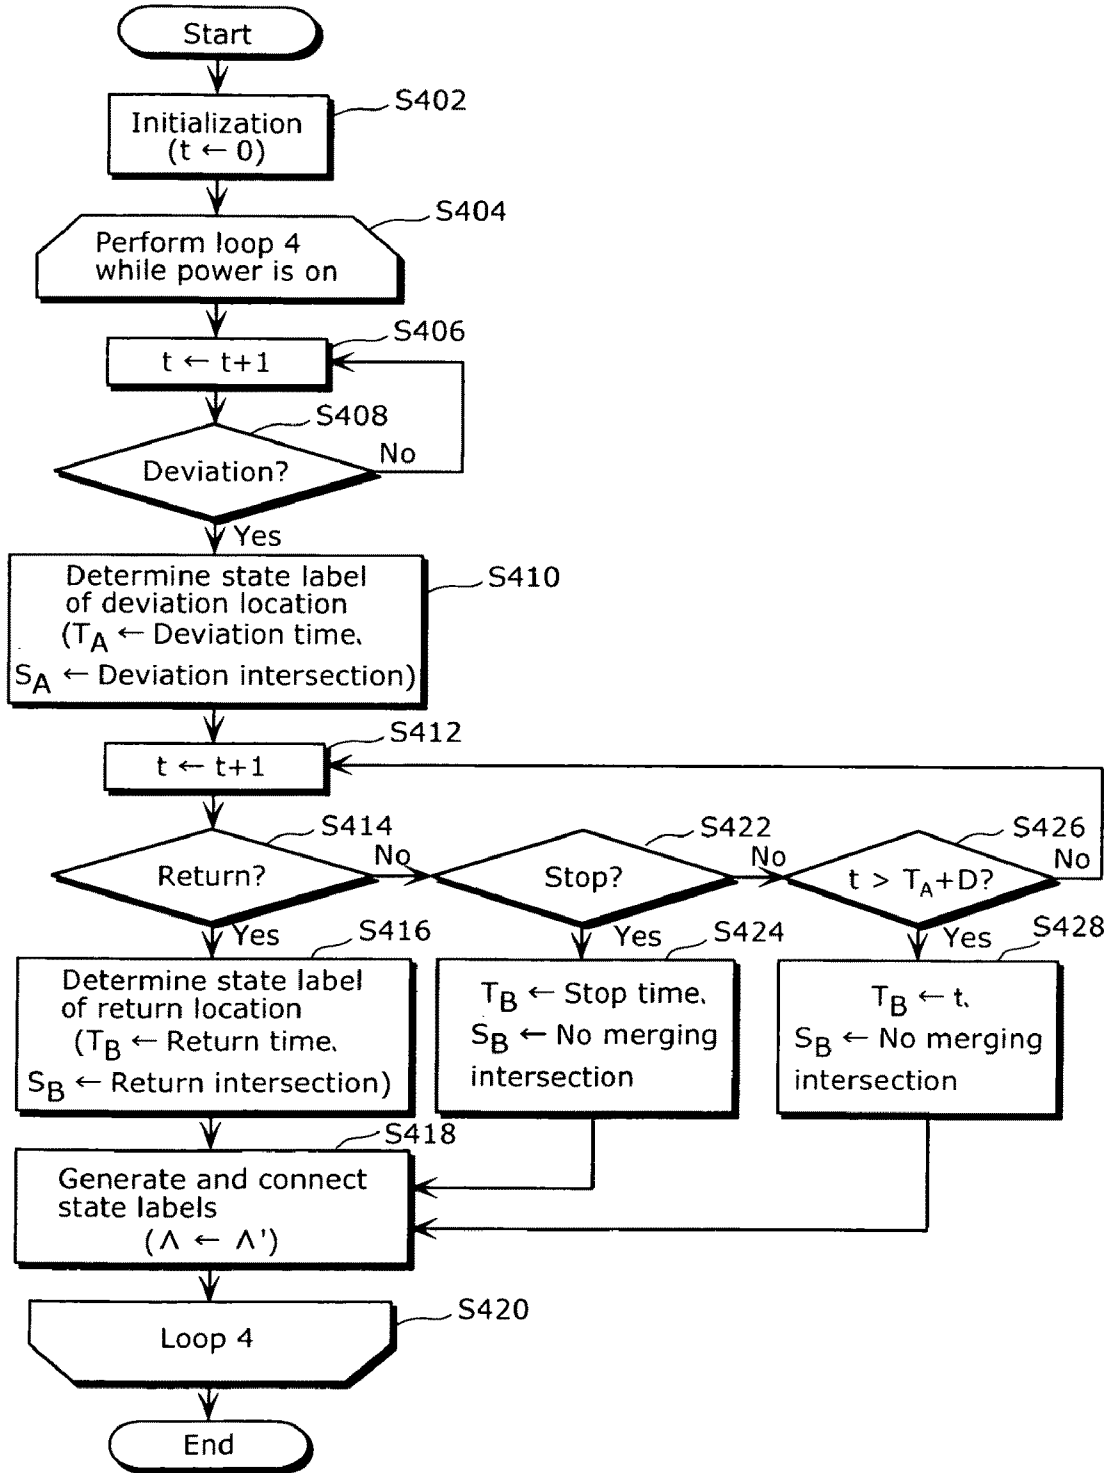 Start
S402
Initialization
(t ← 0)
S404
Perform loop 4
while power is on
S406
t ← t+1
S408
Deviation?
No
Yes
Determine state label
of deviation location
(TA ← Deviation time.
SA ← Deviation intersection)
S410
S412
t ← t+1
S414
Return?
No
S422
Stop?
No
S426
t > TA+D?
No
Yes
S416
Yes
S424
Yes
S428
Determine state label
of return location
(TB ← Return time.
SB ← Return intersection)
TB ← Stop time.
SB ← No merging
intersection
TB ← t.
SB ← No merging
intersection
S418
Generate and connect
state labels
(Λ ← Λ')
S420
Loop 4
End